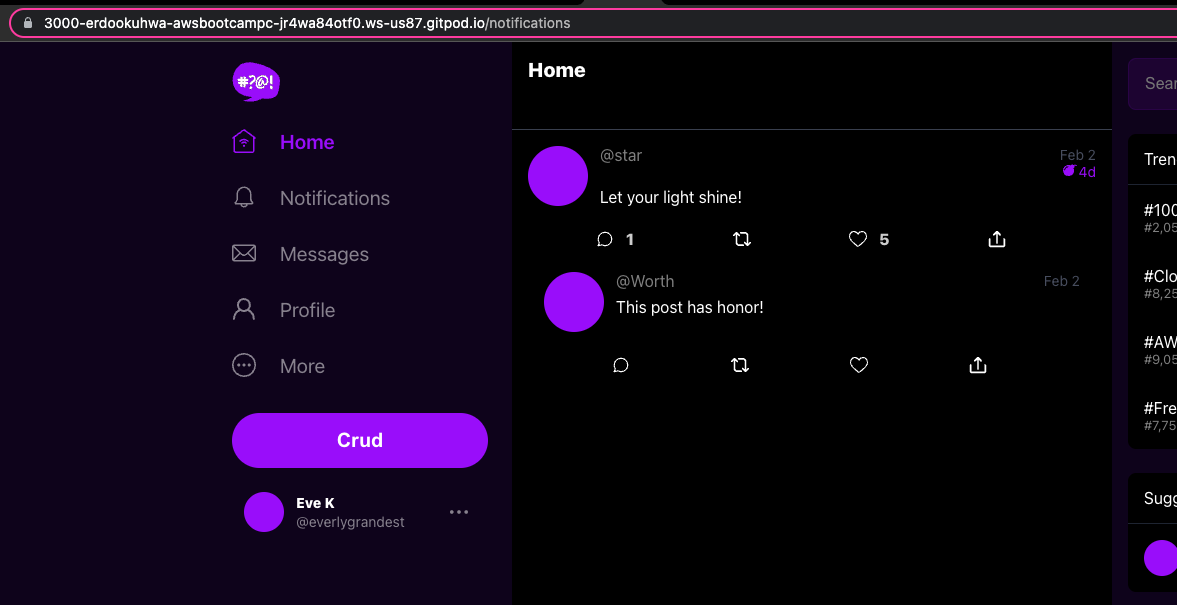 3000-erdookuhwa-awsbootcampc-jr4wa84otf0.ws-us87.gitpod.io/notifications
#?@!
Home
Notifications
Messages
Profile
More
Crud
Eve K
@everlygrandest
Home
@star
Feb 2
4d
Let your light shine!
1
5
@Worth
Feb 2
This post has honor!
Sear
Tren
#100
#2,05
#Clo
#8,25
#AW
#9,05
#Fre
#7,75
Sugg